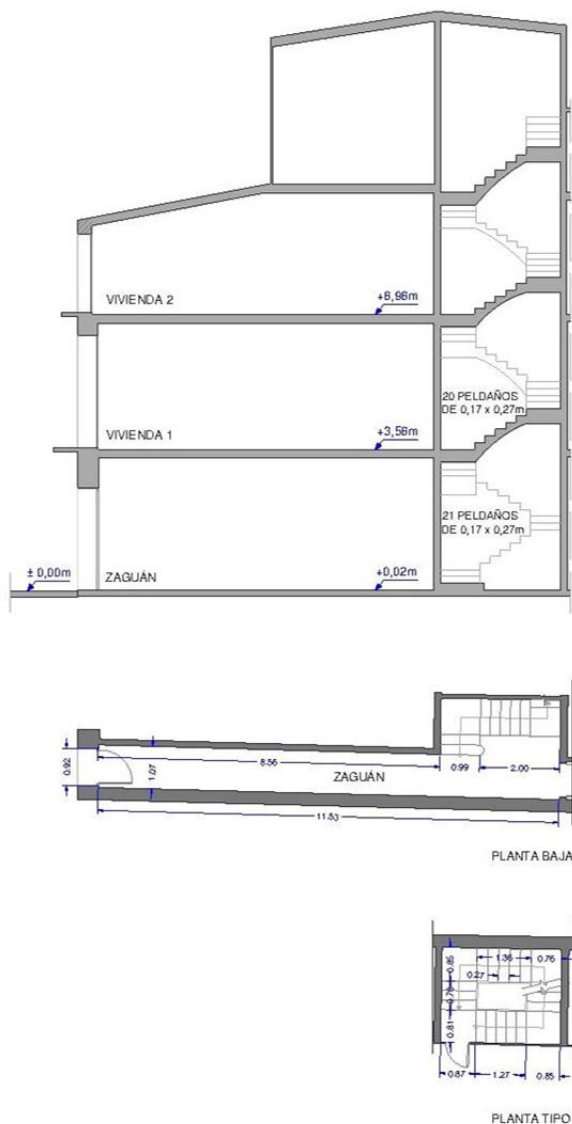 VIVIENDA 2
+6,96m
20 PELDAÑOS
DE 0,17 x 0,27m
VIVIENDA 1
+3,56m
21 PELDAÑOS
DE 0,17 x 0,27m
± 0,00m
ZAGUÁN
+0,02m
0.92
8.56
1.07
ZAGUÁN
0.99
2.00
11.53
PLANTA BAJA
0.85
1.36
0.76
0.27
0.81
0.87
1.27
0.85
PLANTA TIPO